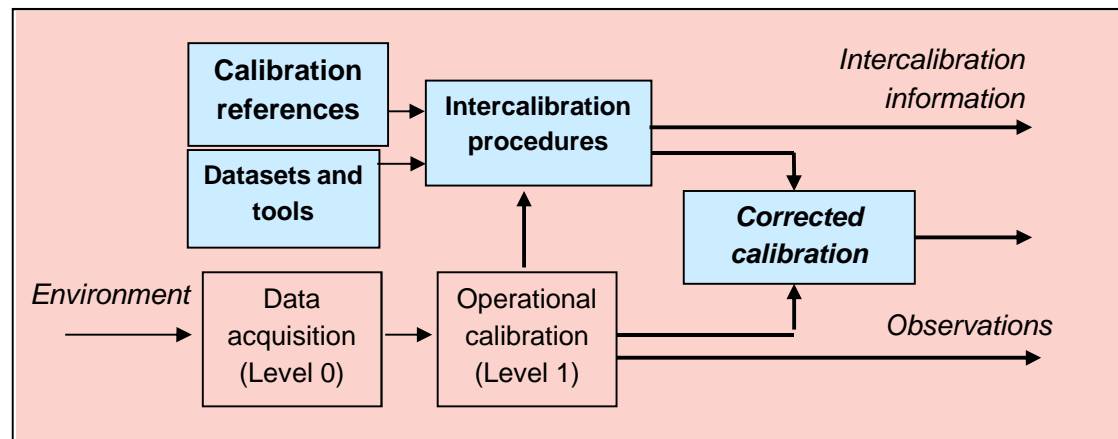 Calibration
references
Intercalibration
procedures
Intercalibration
information
Datasets and
tools
Corrected
calibration
Environment
Data
acquisition
(Level 0)
Operational
calibration
(Level 1)
Observations